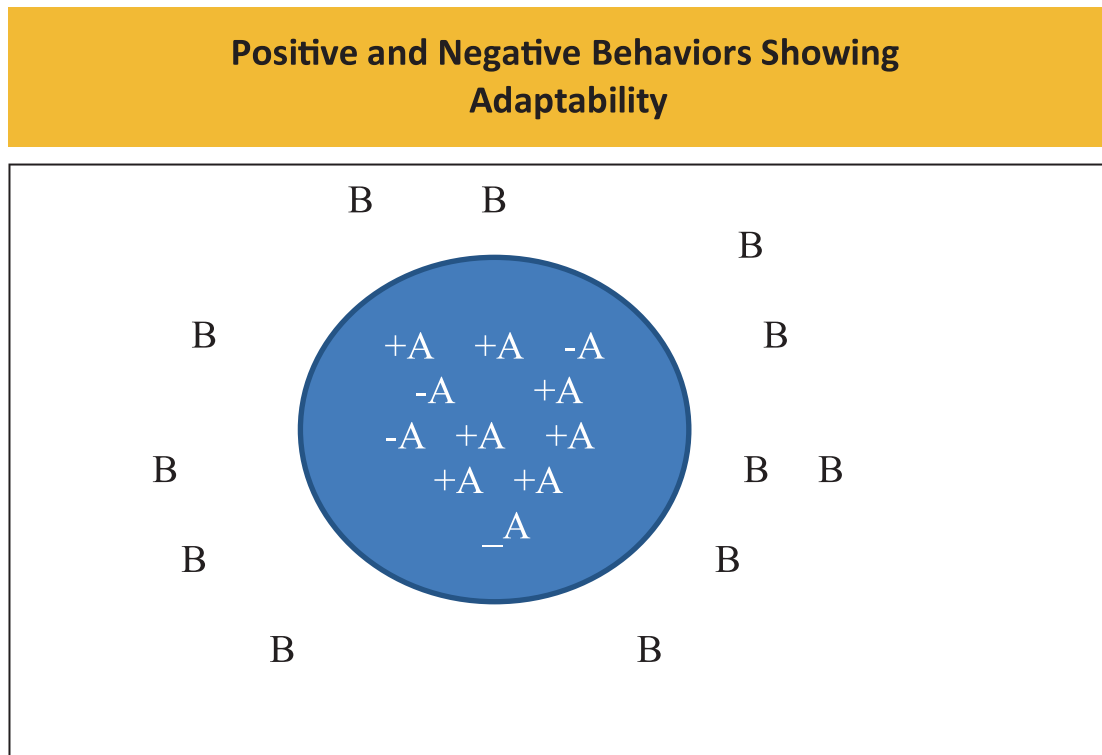 Positive and Negative Behaviors Showing
Adaptability
B B
B
B B
+A +A -A
-A +A
-A +A +A
B B B
+A +A
_A
B B
B B